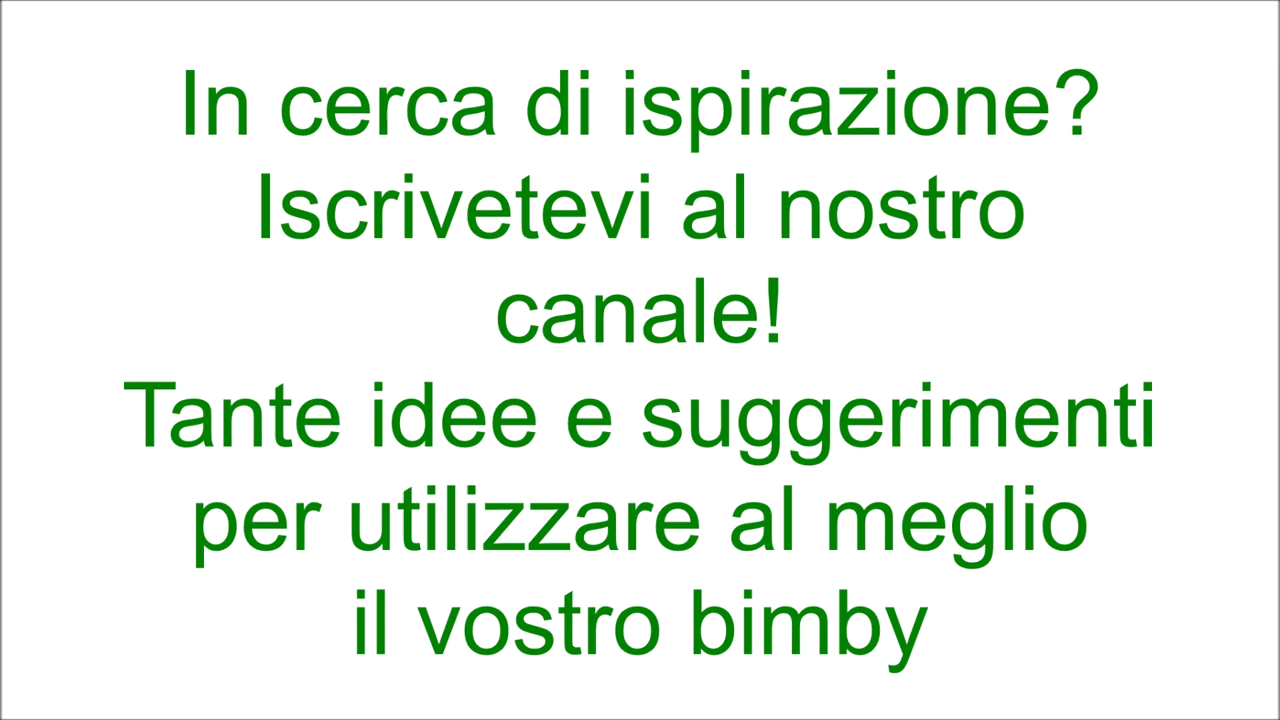 In cerca di ispirazione?
Iscrivetevi al nostro
canale!
Tante idee e suggerimenti
per utilizzare al meglio
il vostro bimby